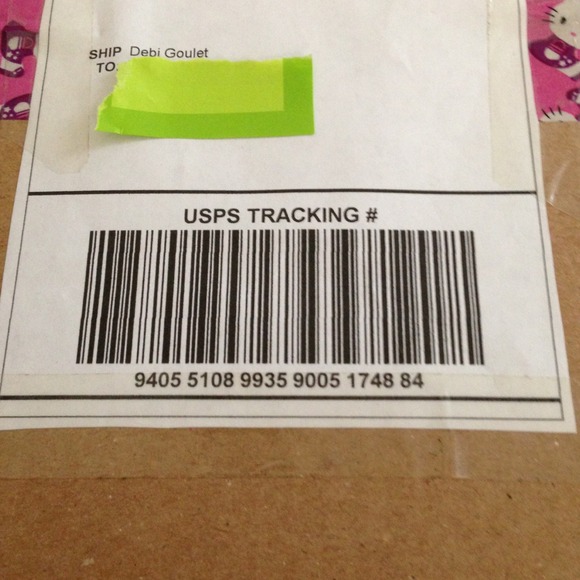 SHIP Debi Goulet
TO:
USPS TRACKING #
9405 5108 9935 9005 1748 84